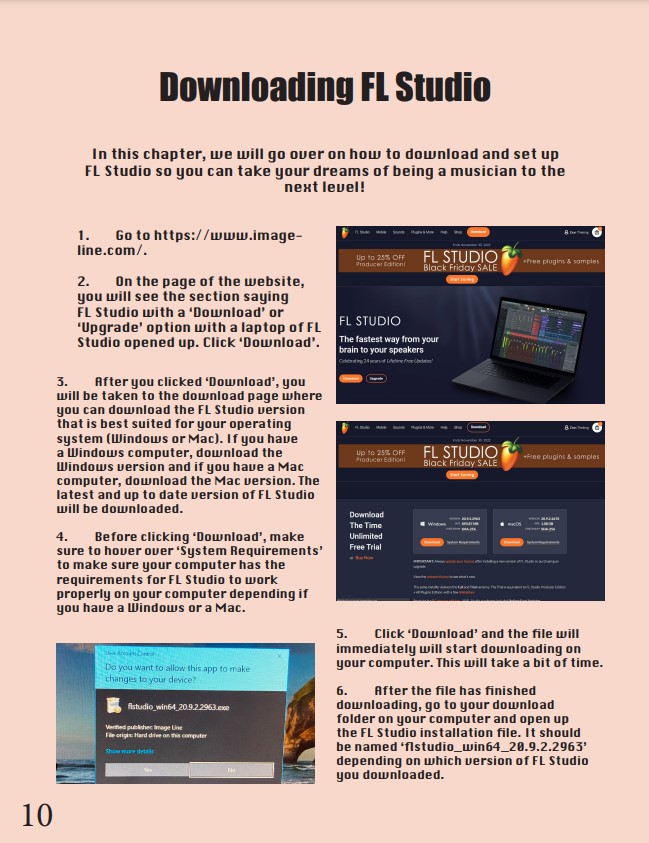 Downloading FL Studio
In this chapter, we will go over on how to download and set up
FL Studio so you can take your dreams of being a musician to the
next level!
1. Go to https://www.image-
line.com/.
2. On the page of the website,
you will see the section saying
FL Studio with a ‘Download’ or
‘Upgrade’ option with a laptop of FL
Studio opened up. Click ‘Download’.
3. After you clicked ‘Download’, you
will be taken to the download page where
you can download the FL Studio version
that is best suited for your operating
system (Windows or Mac). If you have
a Windows computer, download the
Windows version and if you have a Mac
computer, download the Mac version. The
latest and up to date version of FL Studio
will be downloaded.
4. Before clicking ‘Download’, make
sure to hover over ‘System Requirements’
to make sure your computer has the
requirements for FL Studio to work
properly on your computer depending if
you have a Windows or a Mac.
User Account Control
Do you want to allow this app to make
changes to your device?
flstudio_win64_20.9.2.2963.exe
Verified publisher: Image Line
File origin: Hard drive on this computer
Show more details
Yes No
FL Studio Mobile Sounds Plugins & More Help Shop Download
Up to 25% OFF
Producer Edition!
FL STUDIO
Black Friday SALE
+Free plugins & samples
Start Saving
FL STUDIO
The fastest way from your
brain to your speakers
Celebrating 24 years of Lifetime Free Updates!
Download Upgrade
FL Studio Mobile Sounds Plugins & More Help Shop Download
Up to 25% OFF
Producer Edition!
FL STUDIO
Black Friday SALE
+Free plugins & samples
Start Saving
Download
The Time
Unlimited
Free Trial
or Buy Now
Windows
Download System Requirements
macOS
Download System Requirements
5. Click ‘Download’ and the file will
immediately will start downloading on
your computer. This will take a bit of time.
6. After the file has finished
downloading, go to your download
folder on your computer and open up
the FL Studio installation file. It should
be named ‘flstudio_win64_20.9.2.2963’
depending on which version of FL Studio
you downloaded.
10